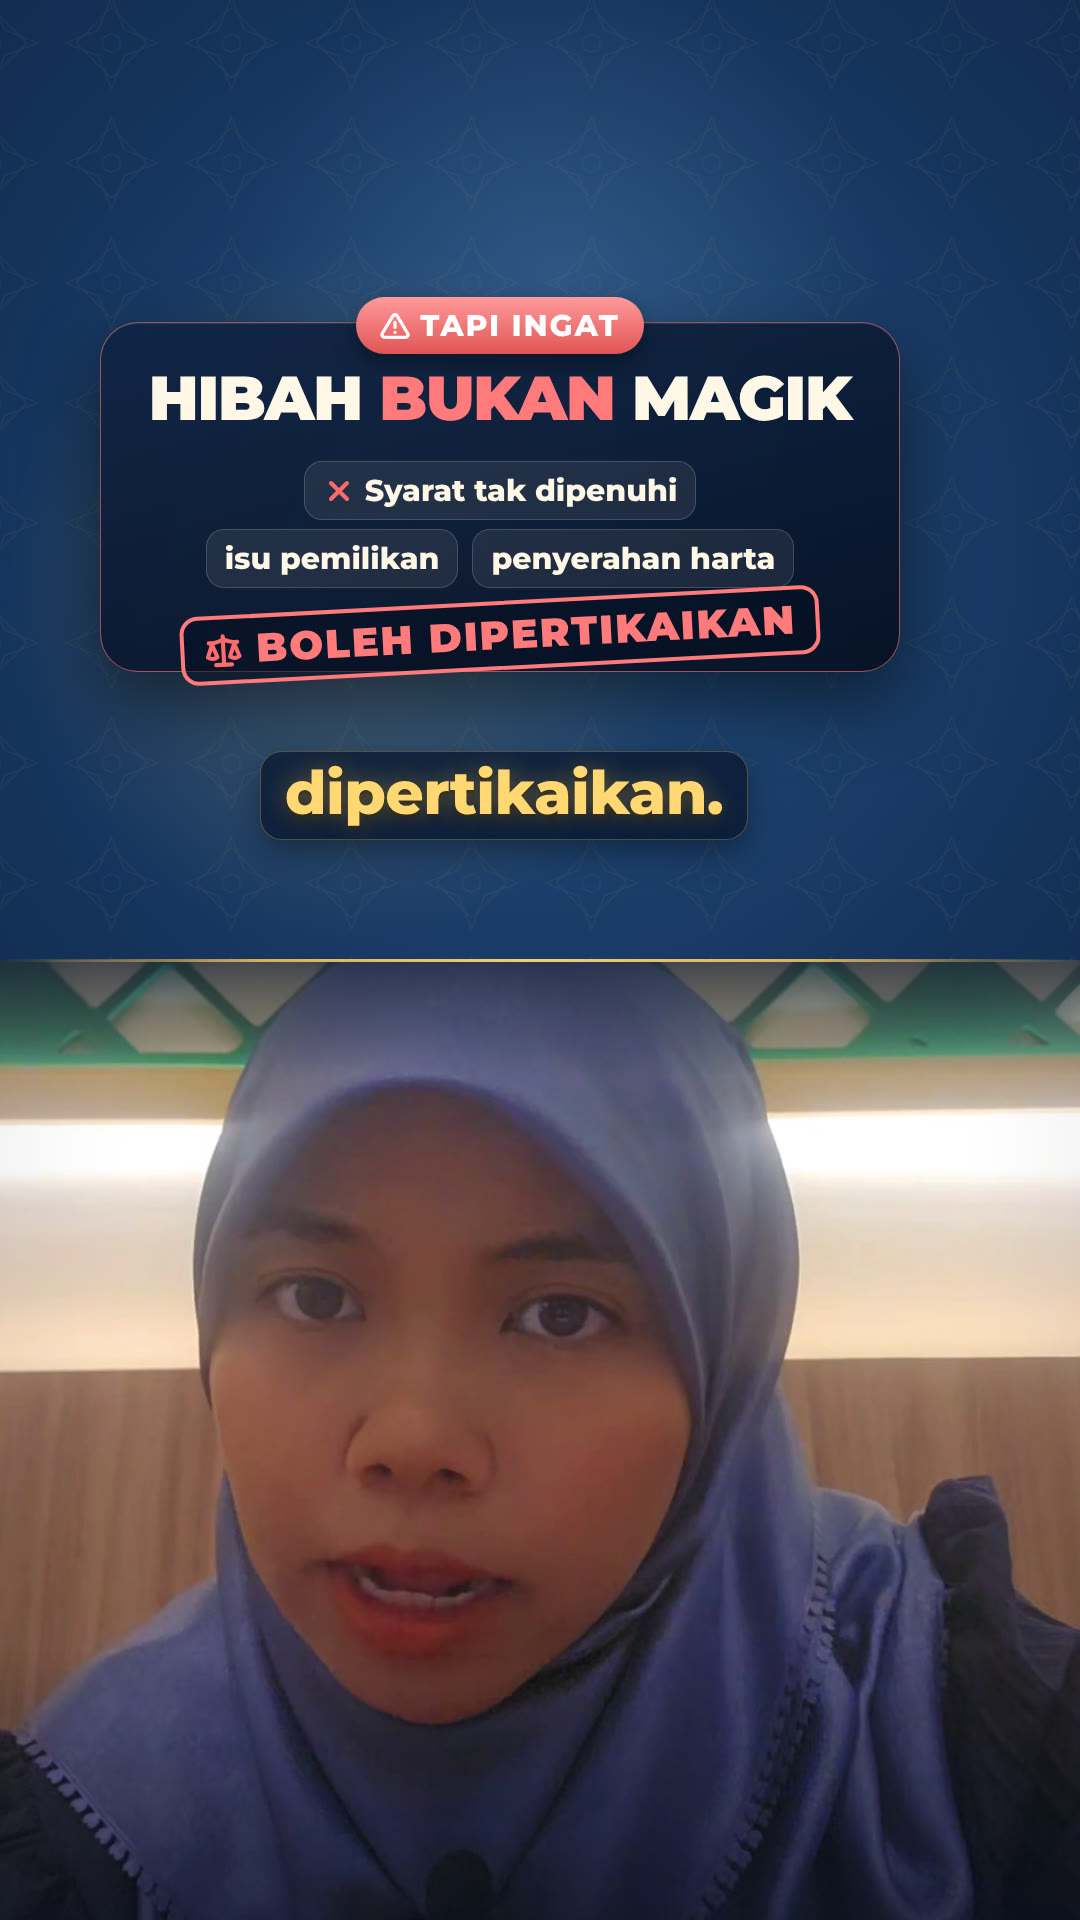 TAPI INGAT
HIBAH BUKAN MAGIK
Syarat tak dipenuhi
isu pemilikan
penyerahan harta
BOLEH DIPERTIKAIKAN
dipertikaikan.